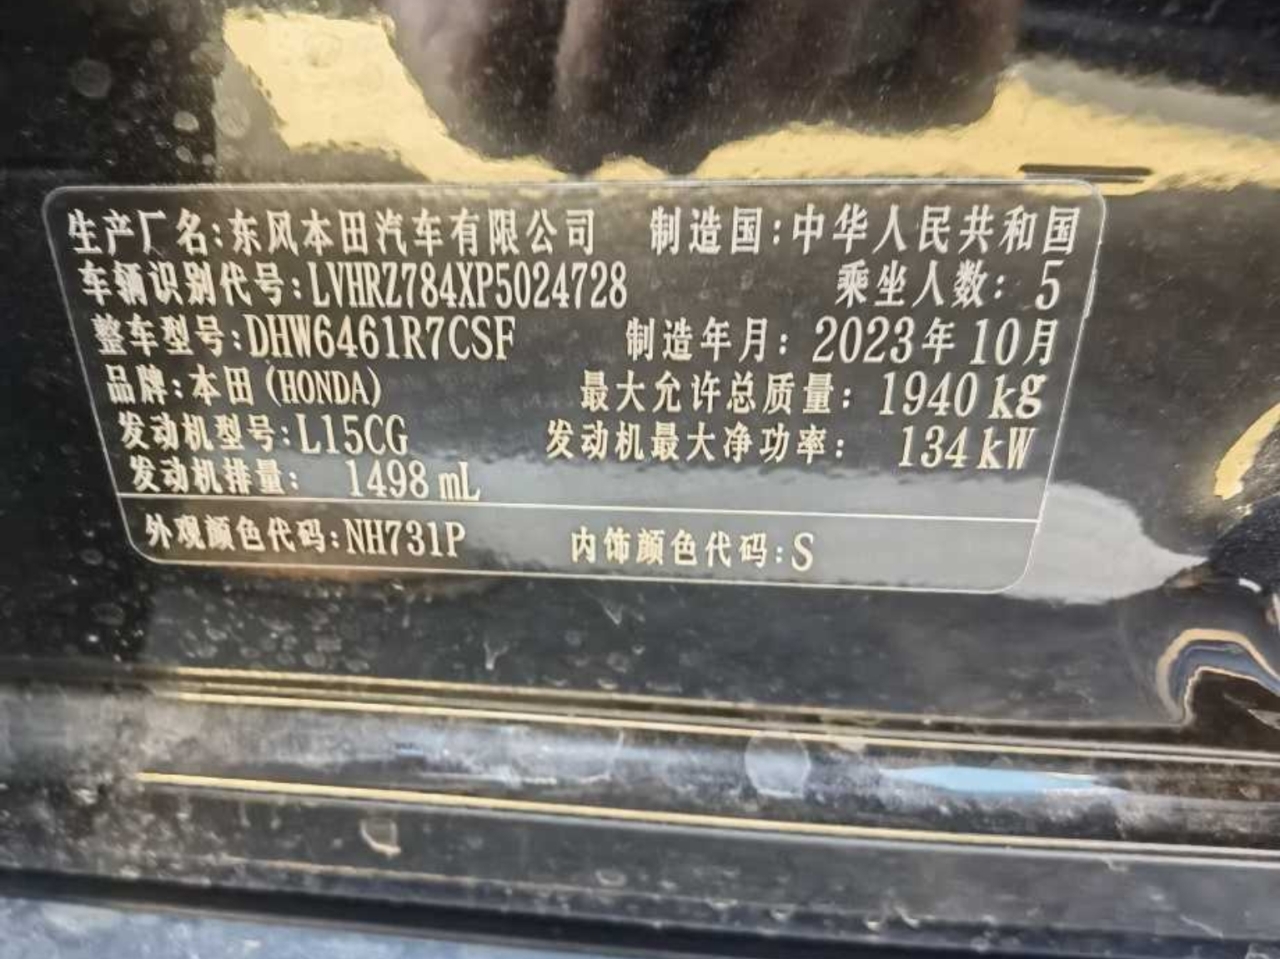 生产厂名:东风本田汽车有限公司 制造国:中华人民共和国
车辆识别代号:LVHRZ784XP5024728 乘坐人数: 5
整车型号:DHW6461R7CSF 制造年月: 2023年10月
品牌:本田(HONDA) 最大允许总质量: 1940 kg
发动机型号:L15CG 发动机最大净功率: 134 kW
发动机排量: 1498 mL
外观颜色代码:NH731P 内饰颜色代码:S